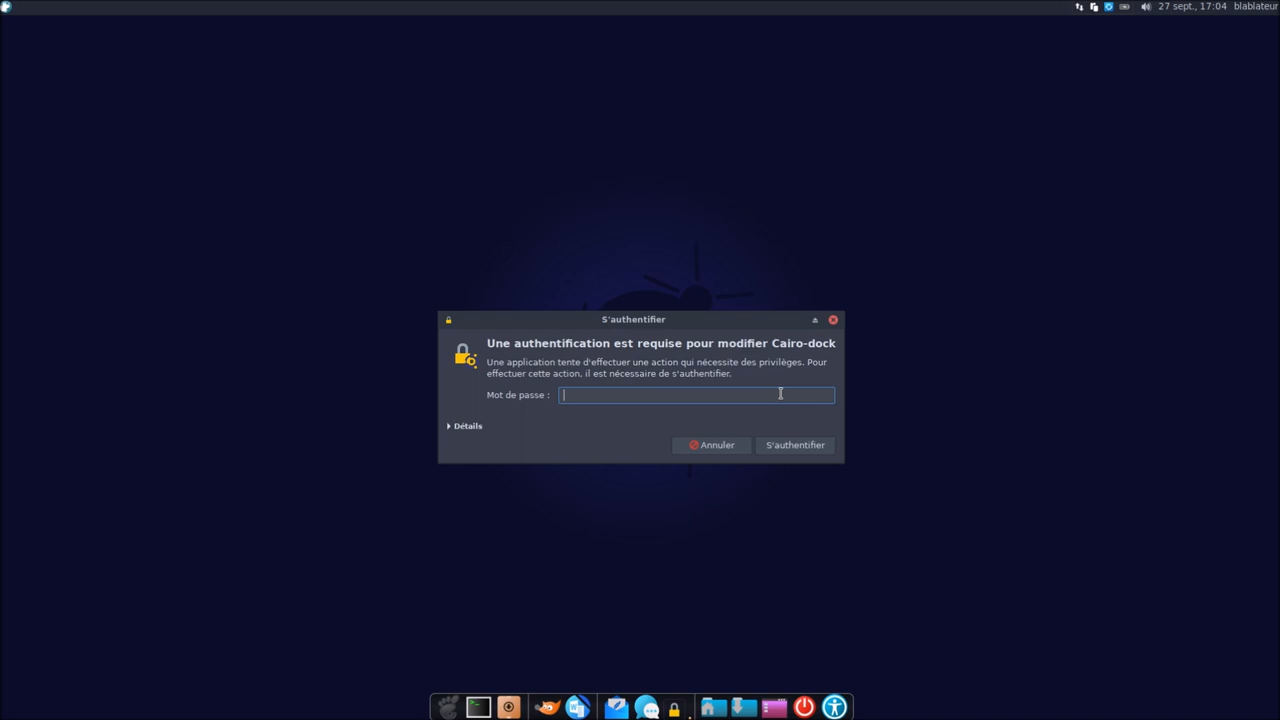 27 sept., 17:04 blablateur
S'authentifier
Une authentification est requise pour modifier Cairo-dock
Une application tente d'effectuer une action qui nécessite des privilèges. Pour
effectuer cette action, il est nécessaire de s'authentifier.
Mot de passe :
Détails
Annuler S'authentifier